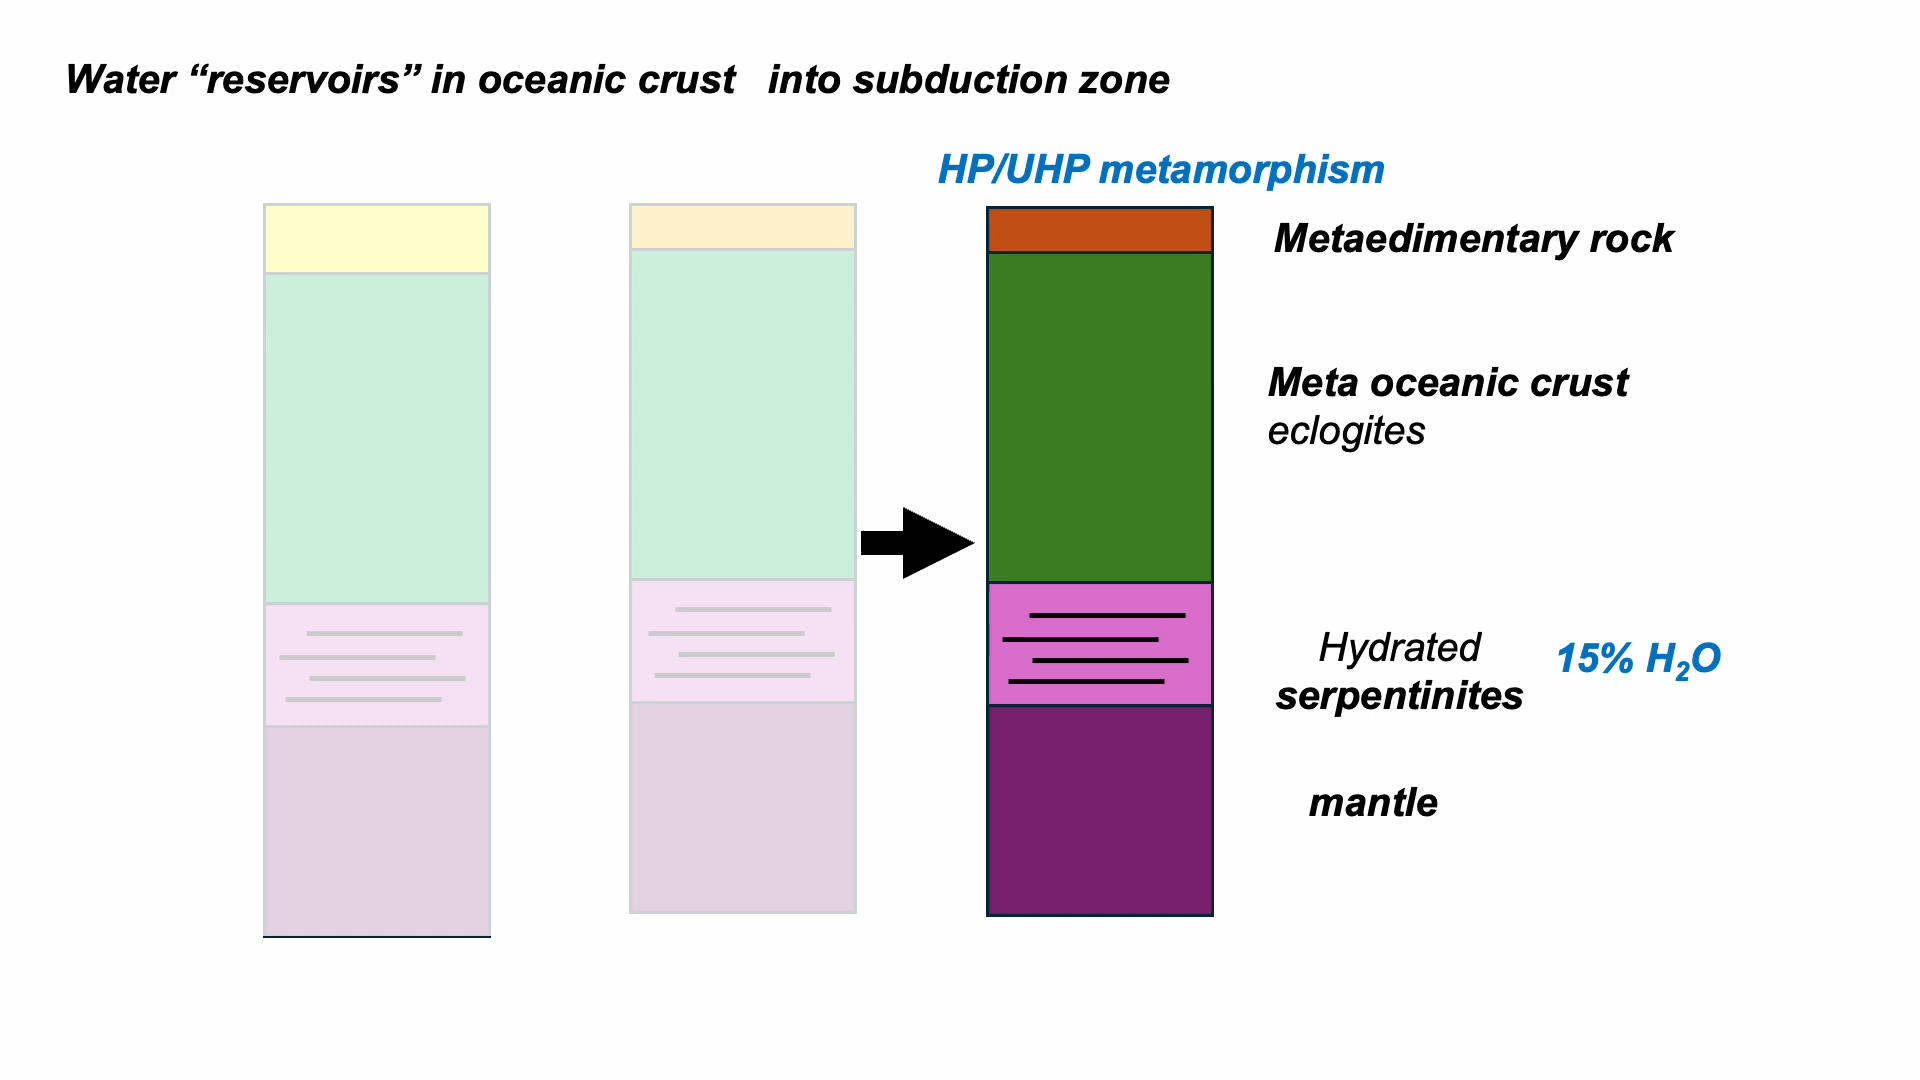 Water “reservoirs” in oceanic crust into subduction zone
HP/UHP metamorphism
Metaedimentary rock
Meta oceanic crust
eclogites
Hydrated
serpentinites
15% H₂O
mantle